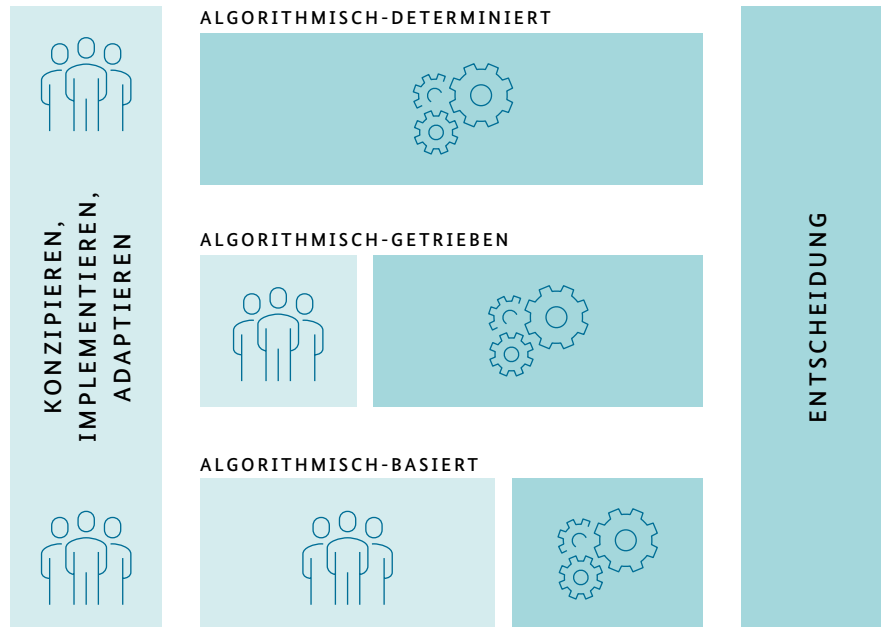 ALGORITHMISCH-DETERMINIERT
KONZIPIEREN,
IMPLEMENTIEREN,
ADAPTIEREN
ALGORITHMISCH-GETRIEBEN
ALGORITHMISCH-BASIERT
ENTSCHEIDUNG